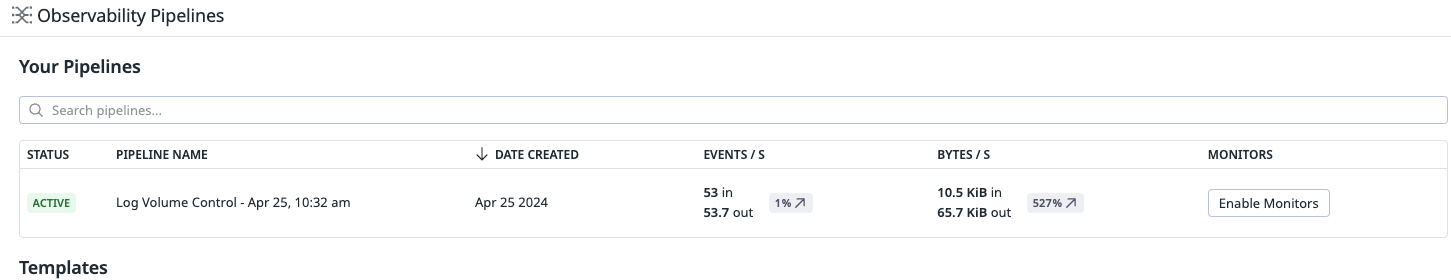 Observability Pipelines
Your Pipelines
Search pipelines...
STATUS PIPELINE NAME DATE CREATED EVENTS / S BYTES / S MONITORS
ACTIVE Log Volume Control - Apr 25, 10:32 am Apr 25 2024 53 in 1% 10.5 KiB in 527% Enable Monitors
53.7 out 65.7 KiB out
Templates